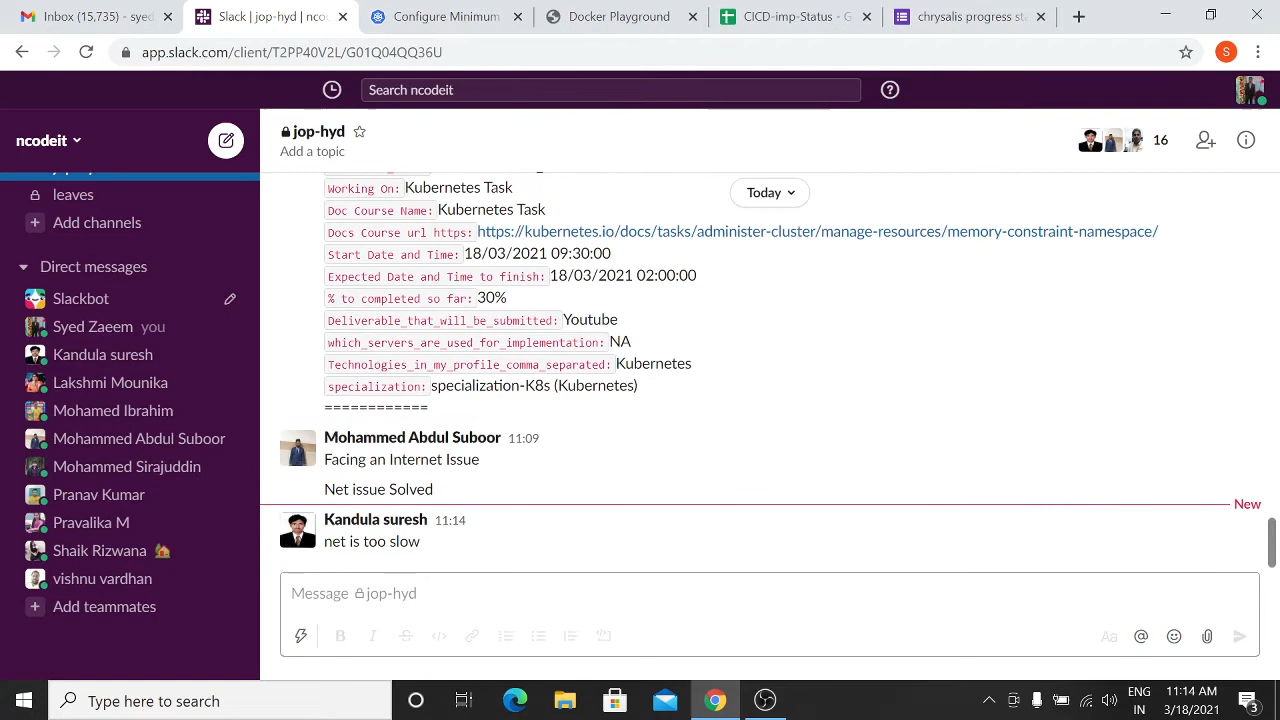 Inbox (15,735) - syed
Slack | jop-hyd | nco
Configure Minimum
Docker Playground
CICD-imp-Status - G
chrysalis progress sta
app.slack.com/client/T2PP40V2L/G01Q04QQ36U
S
Search ncodeit
ncodeit
leaves
Add channels
Direct messages
Slackbot
Syed Zaeem you
Kandula suresh
Lakshmi Mounika
Mohamed Ibrahim
Mohammed Abdul Suboor
Mohammed Sirajuddin
Pranav Kumar
Pravalika M
Shaik Rizwana
vishnu vardhan
Add teammates
jop-hyd
Add a topic
16
Today
Working On: Kubernetes Task
Doc Course Name: Kubernetes Task
Docs Course url https: https://kubernetes.io/docs/tasks/administer-cluster/manage-resources/memory-constraint-namespace/
Start Date and Time: 18/03/2021 09:30:00
Expected Date and Time to finish: 18/03/2021 02:00:00
% to completed so far: 30%
Deliverable_that_will_be_submitted: Youtube
which_servers_are_used_for_implementation: NA
Technologies_in_my_profile_comma_separated: Kubernetes
specialization: specialization-K8s (Kubernetes)
============
Mohammed Abdul Suboor 11:09
Facing an Internet Issue
Net issue Solved
New
Kandula suresh 11:14
net is too slow
Message jop-hyd
B I S
Aa @
Type here to search
ENG
IN
11:14 AM
3/18/2021
3